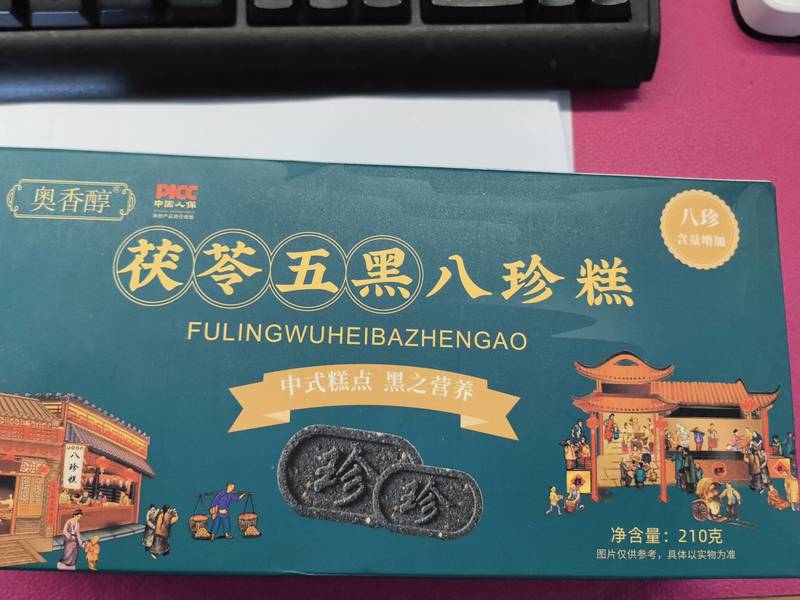 奥香醇®
PICC
中国人保
八珍
含量增加
茯苓五黑八珍糕
FULINGWUHEIBAZHENGAO
中式糕点 黑之营养
八珍糕
珍
珍
净含量：210克
图片仅供参考，具体以实物为准